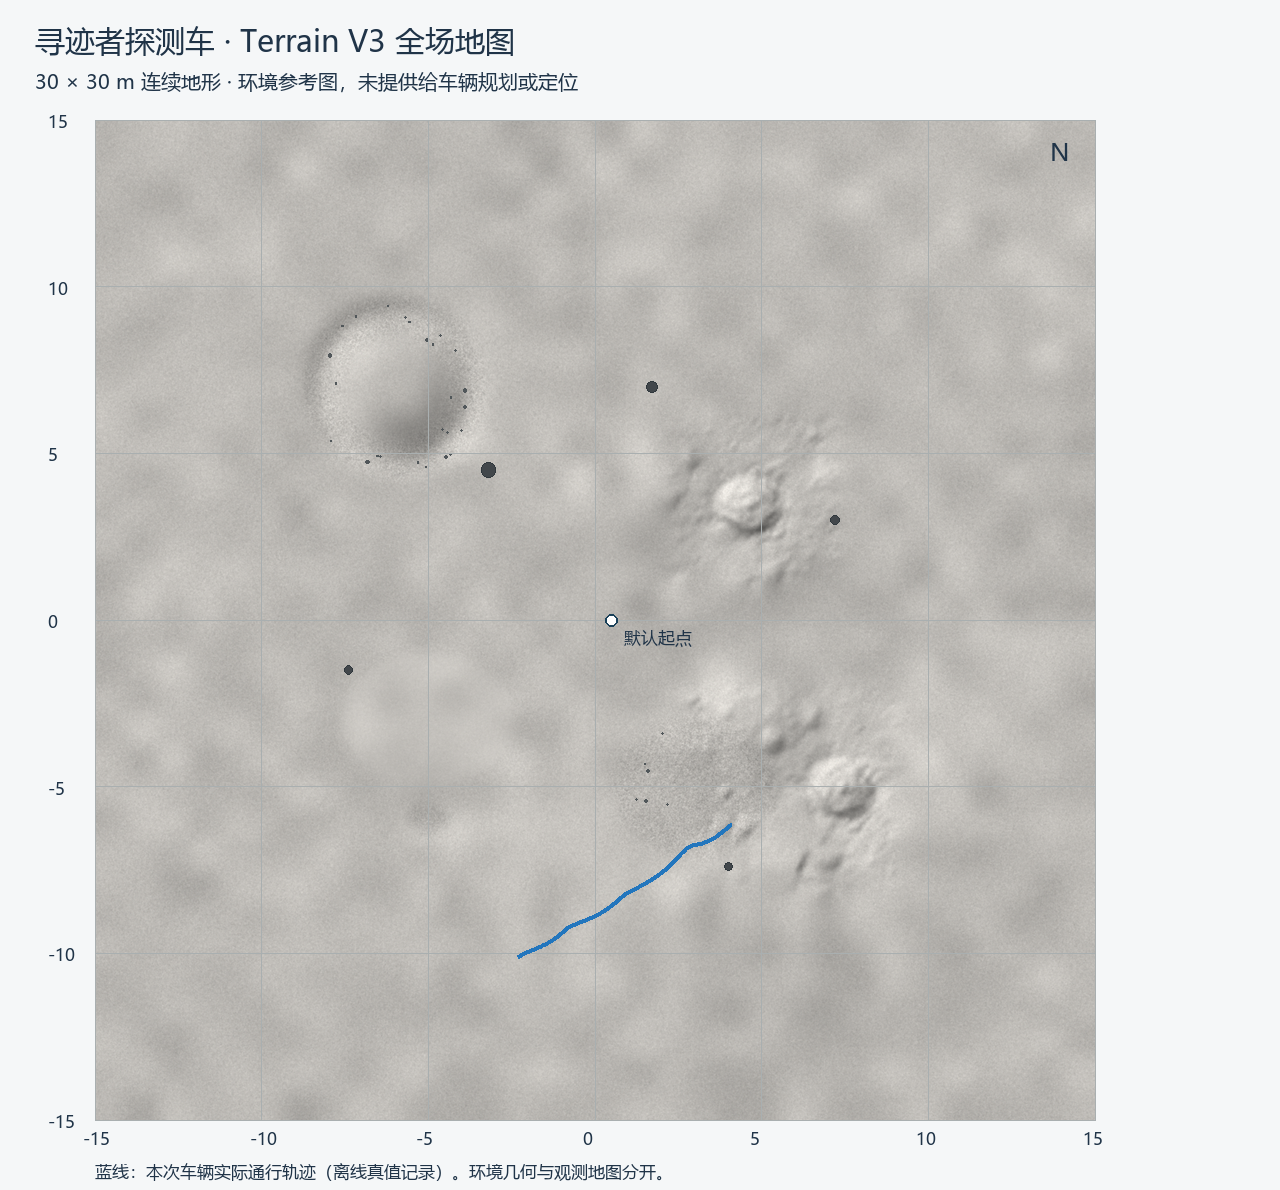 寻迹者探测车 · Terrain V3 全场地图
30 × 30 m 连续地形 · 环境参考图，未提供给车辆规划或定位
15
N
10
5
0
默认起点
-5
-10
-15
-15 -10 -5 0 5 10 15
蓝线：本次车辆实际通行轨迹（离线真值记录）。环境几何与观测地图分开。